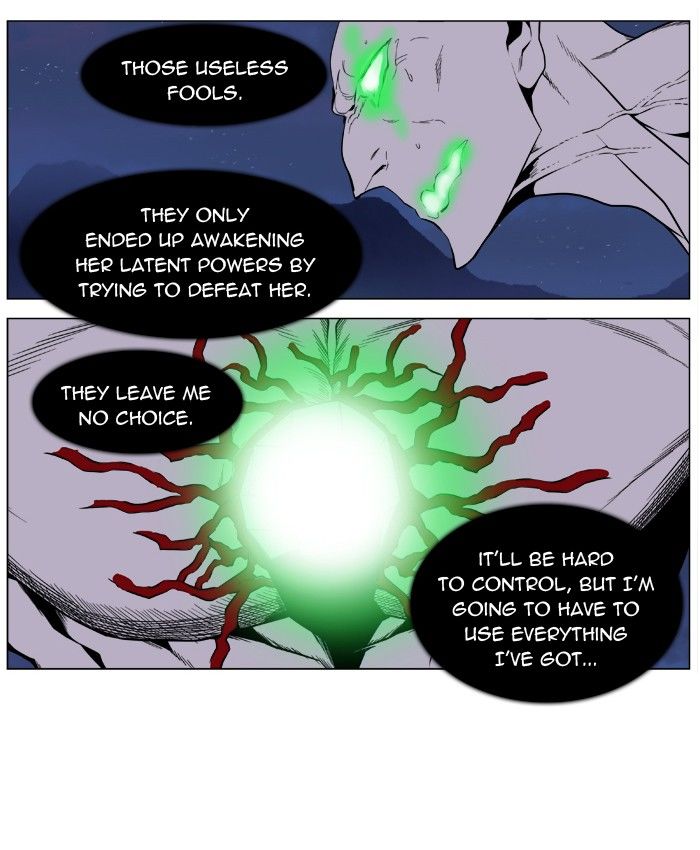 THOSE USELESS
FOOLS.
THEY ONLY
ENDED UP AWAKENING
HER LATENT POWERS BY
TRYING TO DEFEAT HER.
THEY LEAVE ME
NO CHOICE.
IT'LL BE HARD
TO CONTROL, BUT I'M
GOING TO HAVE TO
USE EVERYTHING
I'VE GOT...